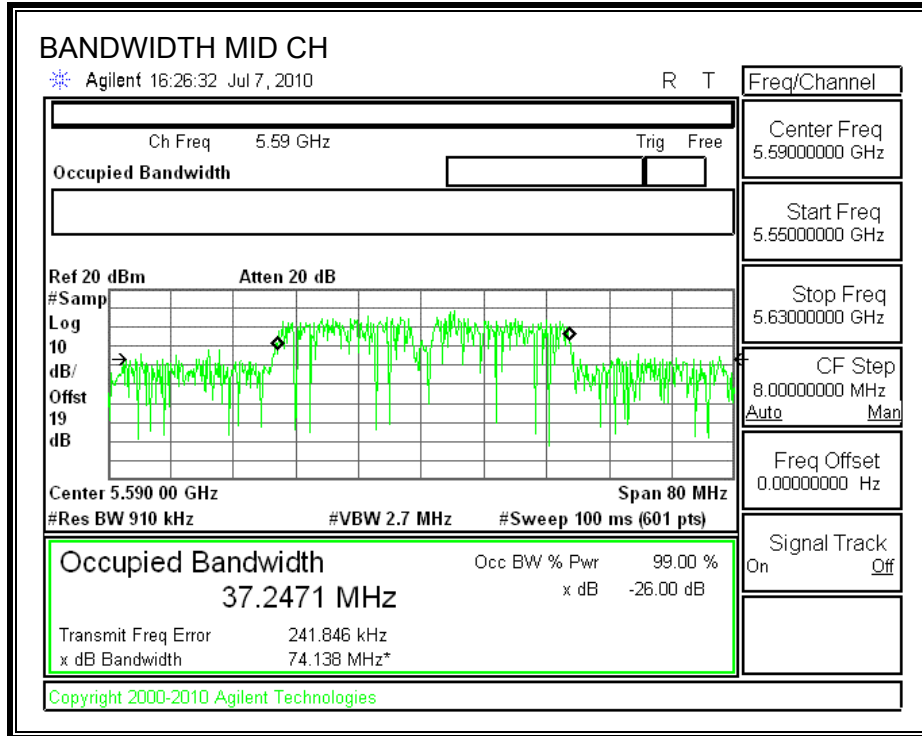 BANDWIDTH MID CH
Agilent 16:26:32 Jul 7, 2010
R T
Freq/Channel
Ch Freq 5.59 GHz
Trig Free
Occupied Bandwidth
Center Freq
5.59000000 GHz
Start Freq
5.55000000 GHz
Stop Freq
5.63000000 GHz
CF Step
8.00000000 MHz
Auto Man
Freq Offset
0.00000000 Hz
Signal Track
On Off
Ref 20 dBm Atten 20 dB
#Samp
Log
10
dB/
Offst
19
dB
Center 5.590 00 GHz Span 80 MHz
#Res BW 910 kHz #VBW 2.7 MHz #Sweep 100 ms (601 pts)
Occupied Bandwidth
37.2471 MHz
Occ BW % Pwr 99.00 %
x dB -26.00 dB
Transmit Freq Error 241.846 kHz
x dB Bandwidth 74.138 MHz*
Copyright 2000-2010 Agilent Technologies